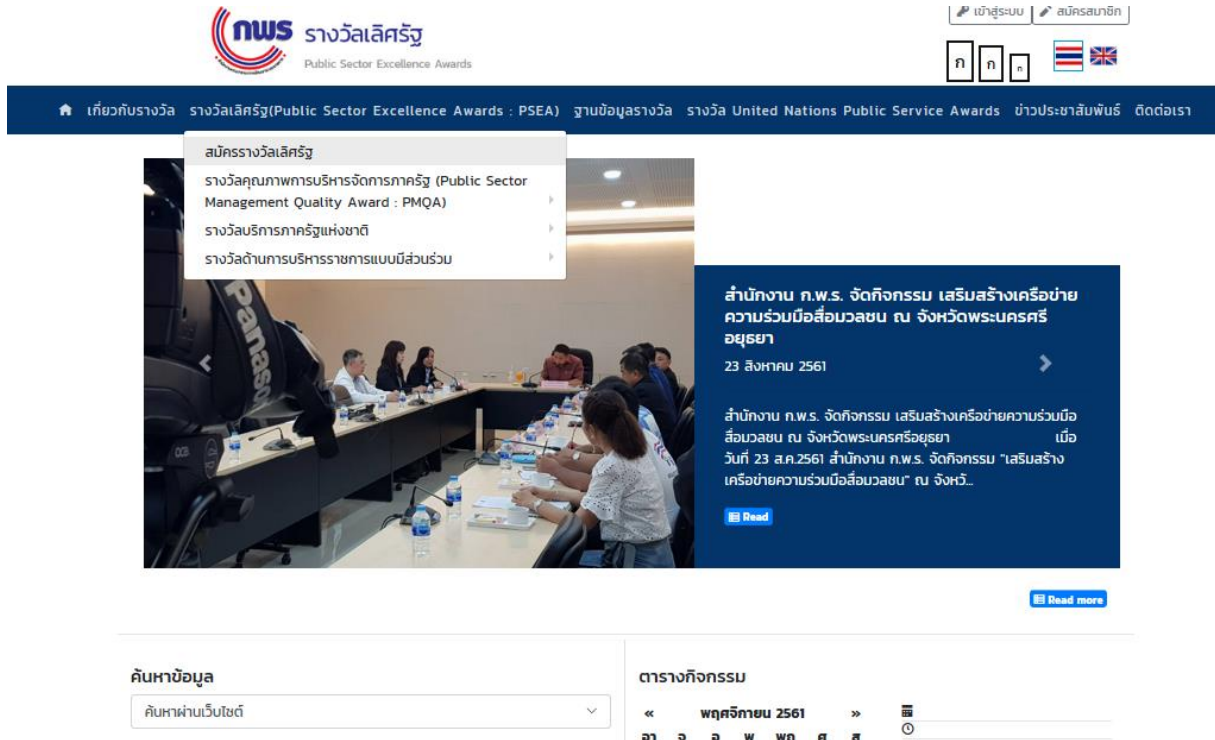 เข้าสู่ระบบ สมัครสมาชิก
กพร รางวัลเลิศรัฐ
Public Sector Excellence Awards
ก ก ก
เกี่ยวกับรางวัล รางวัลเลิศรัฐ(Public Sector Excellence Awards : PSEA) ฐานข้อมูลรางวัล รางวัล United Nations Public Service Awards ข่าวประชาสัมพันธ์ ติดต่อเรา
สมัครรางวัลเลิศรัฐ
รางวัลคุณภาพการบริหารจัดการภาครัฐ (Public Sector
Management Quality Award : PMQA)
รางวัลบริการภาครัฐแห่งชาติ
รางวัลด้านการบริหารราชการแบบมีส่วนร่วม
Panaso
สำนักงาน ก.พ.ร. จัดกิจกรรม เสริมสร้างเครือข่าย
ความร่วมมือสื่อมวลชน ณ จังหวัดพระนครศรี
อยุธยา
23 สิงหาคม 2561
สำนักงาน ก.พ.ร. จัดกิจกรรม เสริมสร้างเครือข่ายความร่วมมือ
สื่อมวลชน ณ จังหวัดพระนครศรีอยุธยา เมื่อ
วันที่ 23 ส.ค.2561 สำนักงาน ก.พ.ร. จัดกิจกรรม "เสริมสร้าง
เครือข่ายความร่วมมือสื่อมวลชน" ณ จังหวั...
Read
Read more
ค้นหาข้อมูล
ค้นหาผ่านเว็บไซต์
ตารางกิจกรรม
« พฤศจิกายน 2561 »
อา จ อ พ พฤ ศ ส